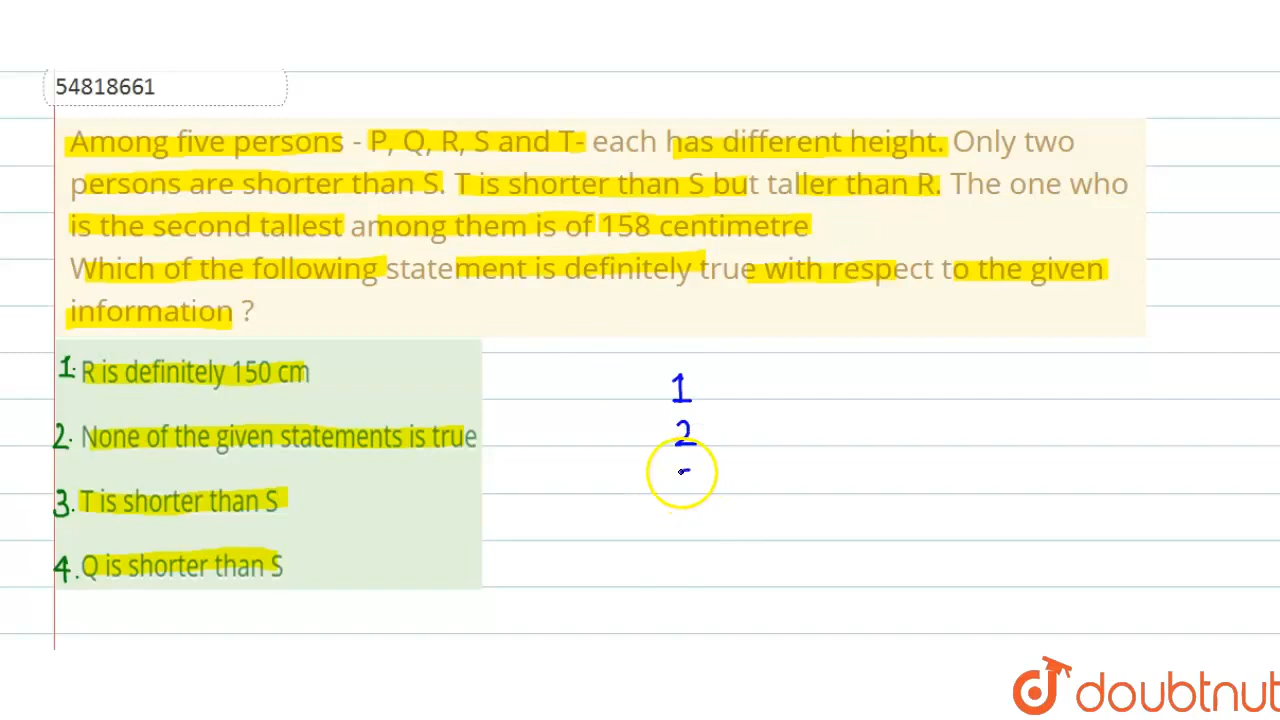 54818661
Among five persons - P, Q, R, S and T- each has different height. Only two
persons are shorter than S. T is shorter than S but taller than R. The one who
is the second tallest among them is of 158 centimetre
Which of the following statement is definitely true with respect to the given
information ?
1. R is definitely 150 cm
2. None of the given statements is true
3. T is shorter than S
4. Q is shorter than S
1
2
doubtnut